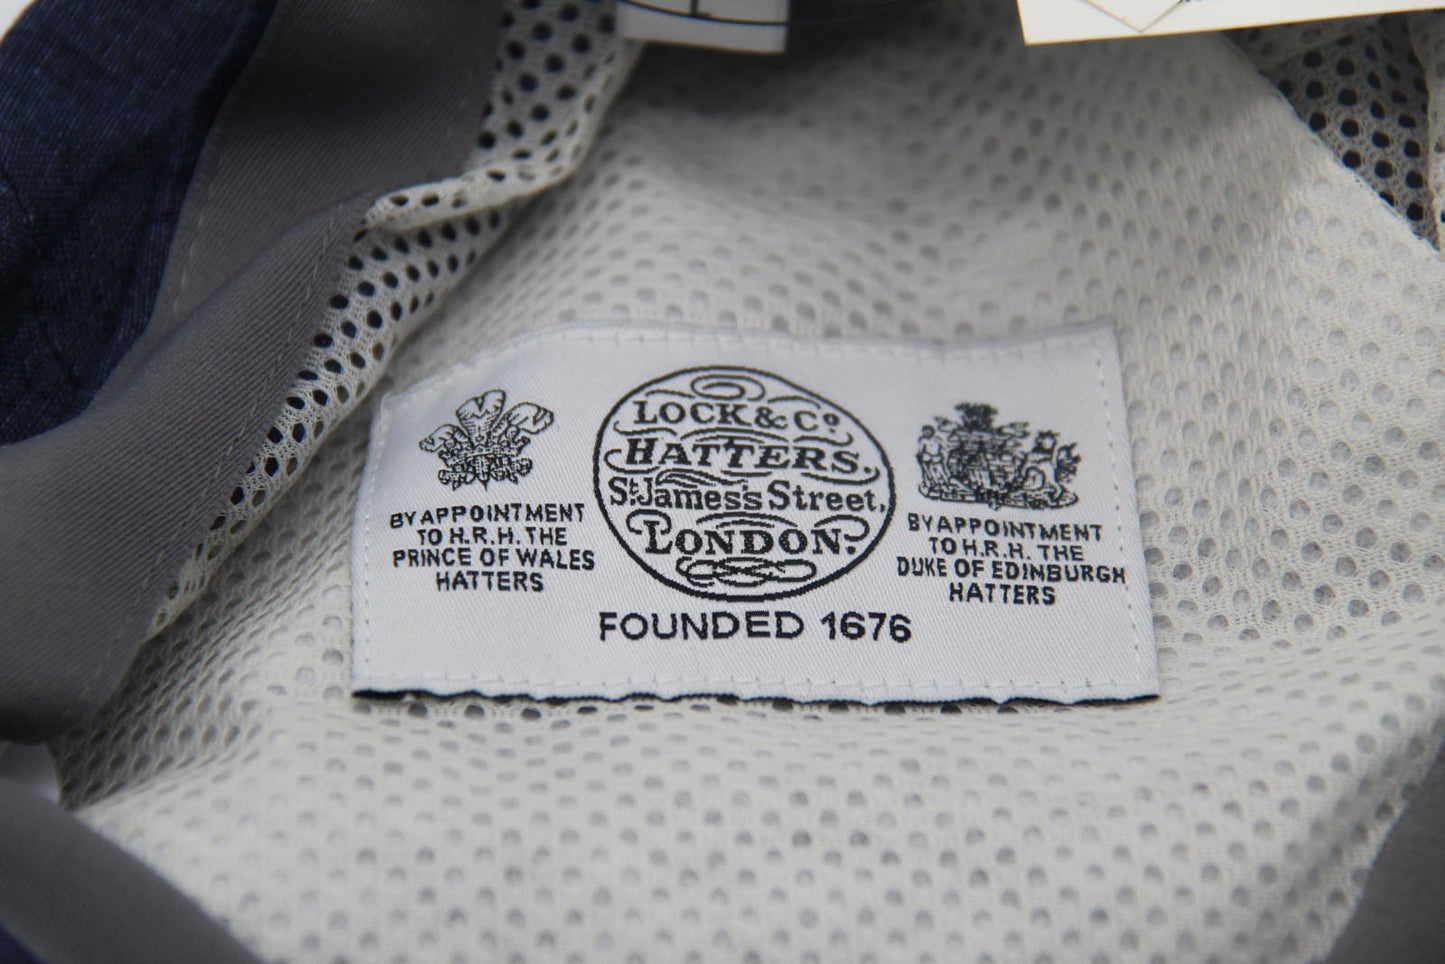 BY APPOINTMENT
TO H.R.H. THE
PRINCE OF WALES
HATTERS
LOCK & Cº
HATTERS.
St. James's Street,
LONDON.
FOUNDED 1676
BY APPOINTMENT
TO H.R.H. THE
DUKE OF EDINBURGH
HATTERS